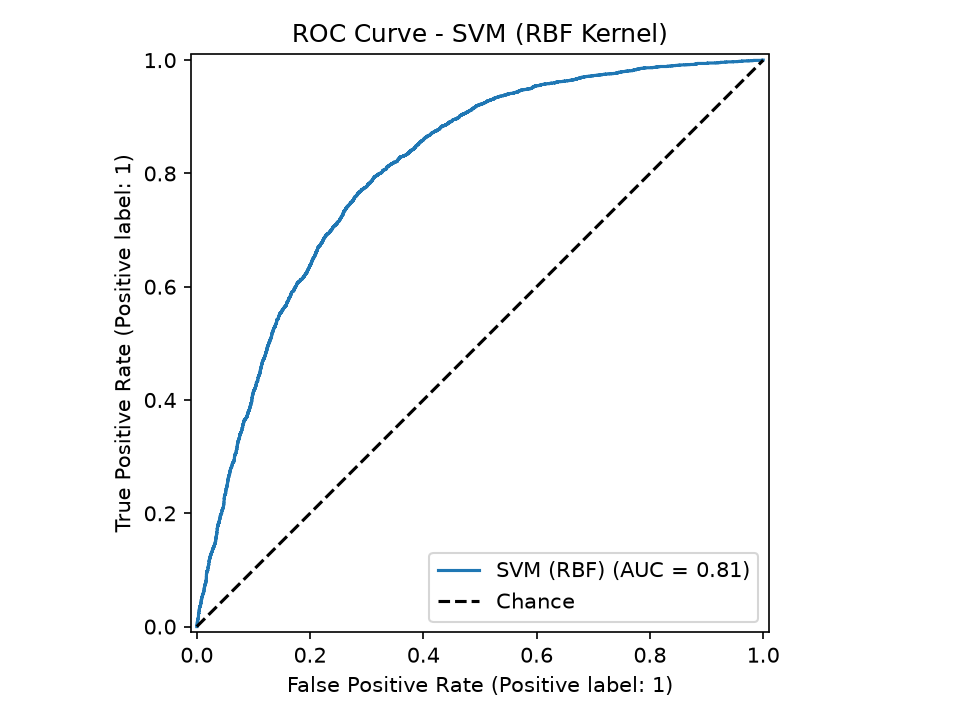 ROC Curve - SVM (RBF Kernel)
True Positive Rate (Positive label: 1)
1.0
0.8
0.6
0.4
0.2
0.0
SVM (RBF) (AUC = 0.81)
Chance
0.0 0.2 0.4 0.6 0.8 1.0
False Positive Rate (Positive label: 1)